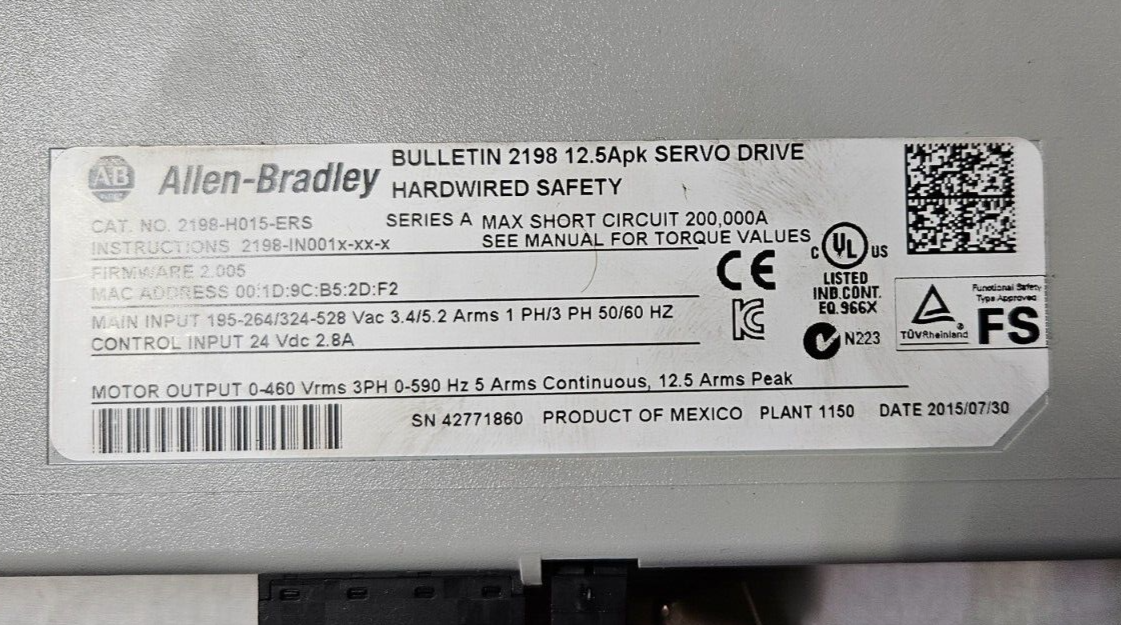 AB Allen-Bradley
BULLETIN 2198 12.5Apk SERVO DRIVE
HARDWIRED SAFETY
CAT. NO. 2198-H015-ERS
SERIES A MAX SHORT CIRCUIT 200,000A
INSTRUCTIONS 2198-IN001x-xx-x
SEE MANUAL FOR TORQUE VALUES
FIRMWARE 2.005
MAC ADDRESS 00:1D:9C:B5:2D:F2
MAIN INPUT 195-264/324-528 Vac 3.4/5.2 Arms 1 PH/3 PH 50/60 HZ
CONTROL INPUT 24 Vdc 2.8A
MOTOR OUTPUT 0-460 Vrms 3PH 0-590 Hz 5 Arms Continuous, 12.5 Arms Peak
SN 42771860 PRODUCT OF MEXICO PLANT 1150 DATE 2015/07/30
CE
C UL US
LISTED
IND.CONT.
EQ.966X
N223
TÜVRheinland®
Functional Safety
Type Approved
FS